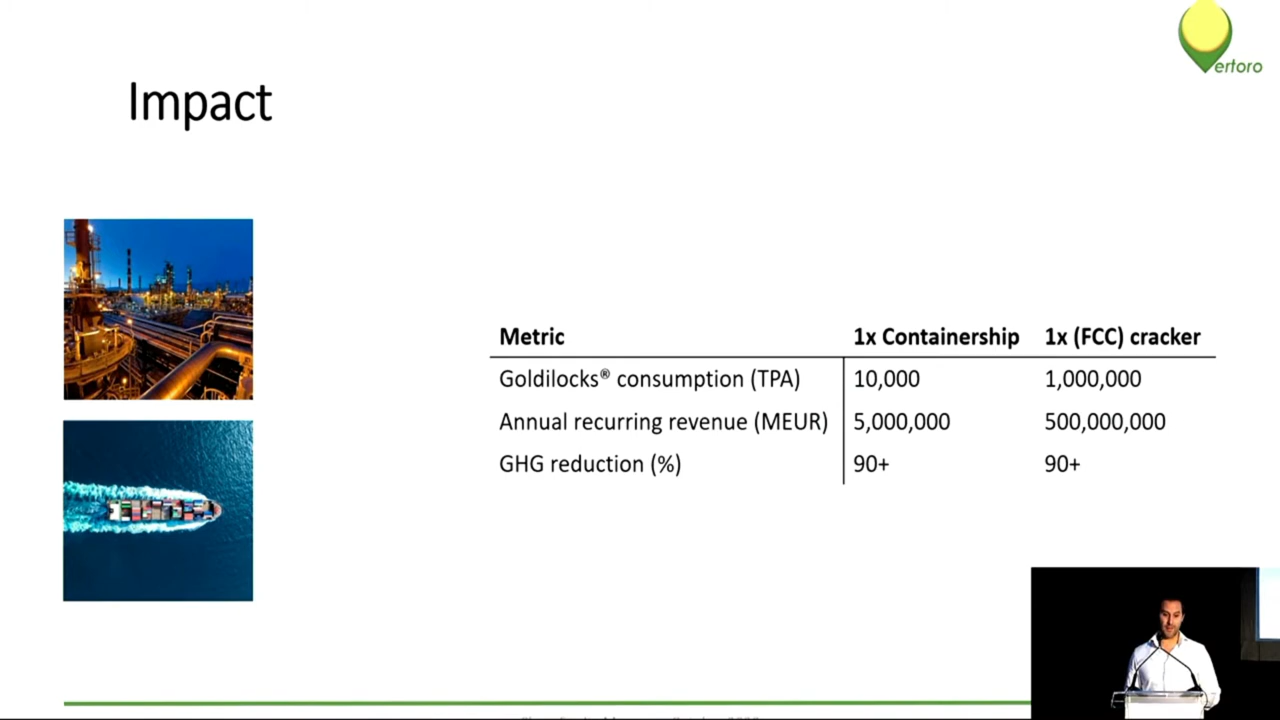 ertoro
Impact
Metric 1x Containership 1x (FCC) cracker
Goldilocks® consumption (TPA) 10,000 1,000,000
Annual recurring revenue (MEUR) 5,000,000 500,000,000
GHG reduction (%) 90+ 90+